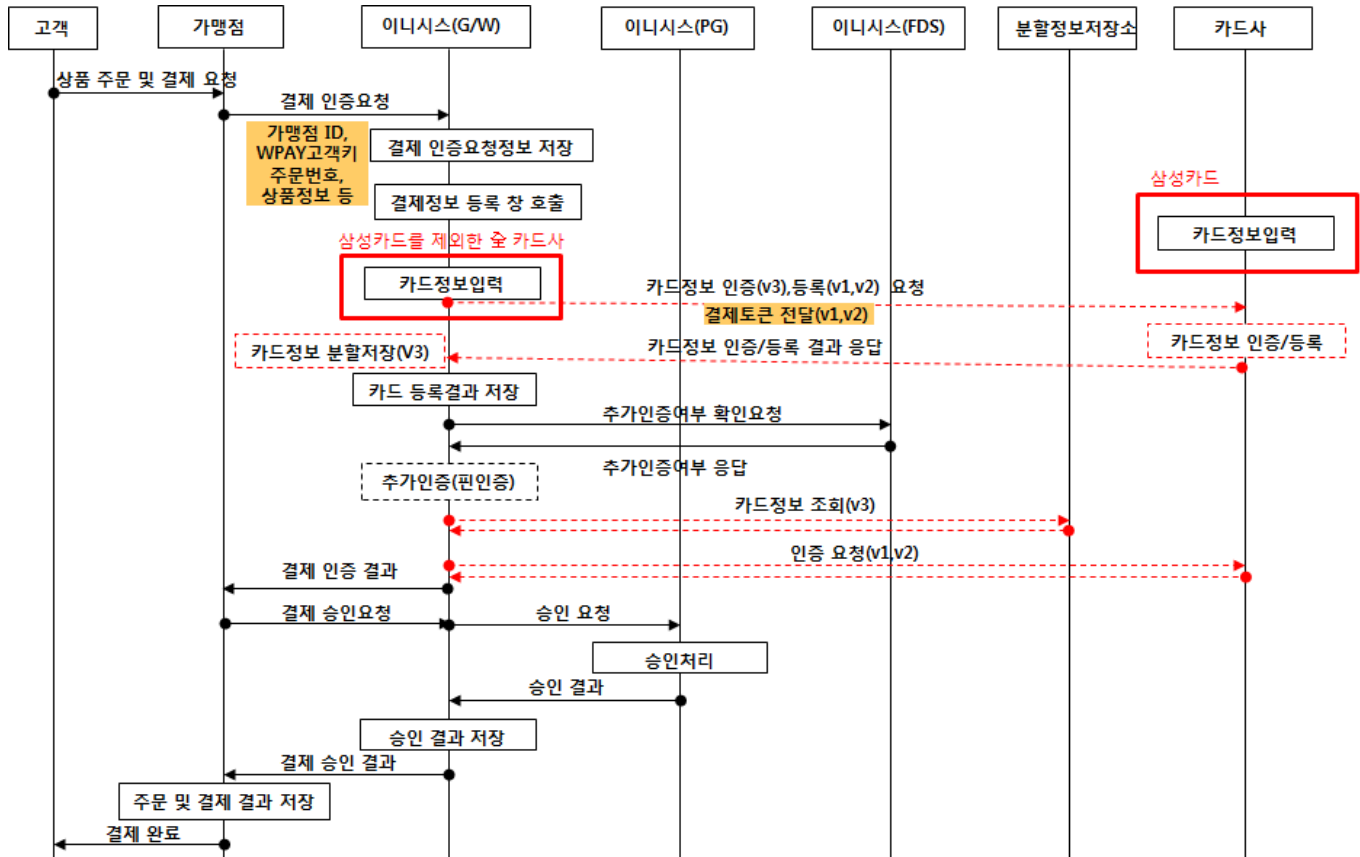 고객
가맹점
이니시스(G/W)
이니시스(PG)
이니시스(FDS)
분할정보저장소
카드사
상품 주문 및 결제 요청
결제 인증요청
가맹점 ID,
WPAY고객키
주문번호,
상품정보 등
결제 인증요청정보 저장
결제정보 등록 창 호출
삼성카드
카드정보입력
삼성카드를 제외한 全 카드사
카드정보입력
카드정보 인증(v3),등록(v1,v2) 요청
결제토큰 전달(v1,v2)
카드정보 인증/등록
카드정보 분할저장(V3)
카드정보 인증/등록 결과 응답
카드 등록결과 저장
추가인증여부 확인요청
추가인증여부 응답
추가인증(핀인증)
카드정보 조회(v3)
인증 요청(v1,v2)
결제 인증 결과
결제 승인요청
승인 요청
승인처리
승인 결과
승인 결과 저장
결제 승인 결과
주문 및 결제 결과 저장
결제 완료